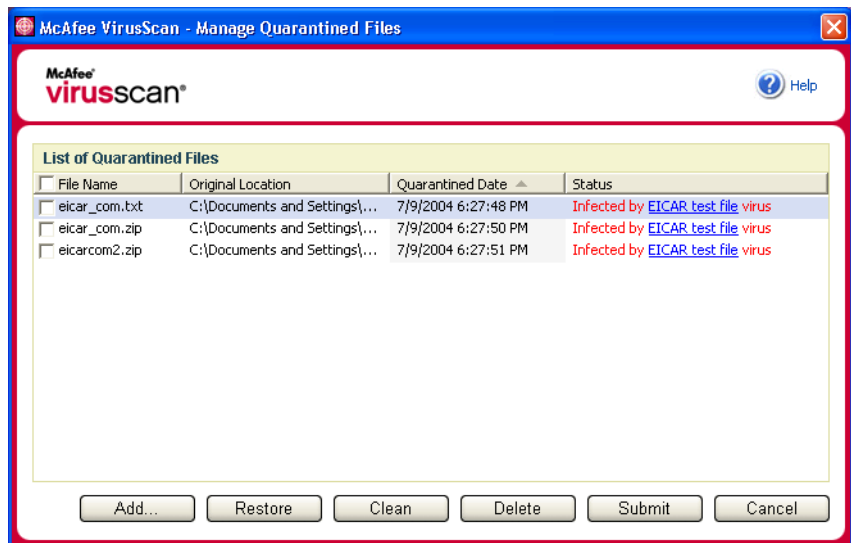 McAfee VirusScan - Manage Quarantined Files
McAfee®
virusscan®
Help
List of Quarantined Files
File Name Original Location Quarantined Date Status
eicar_com.txt C:\Documents and Settings\... 7/9/2004 6:27:48 PM Infected by EICAR test file virus
eicar_com.zip C:\Documents and Settings\... 7/9/2004 6:27:50 PM Infected by EICAR test file virus
eicarcom2.zip C:\Documents and Settings\... 7/9/2004 6:27:51 PM Infected by EICAR test file virus
Add... Restore Clean Delete Submit Cancel